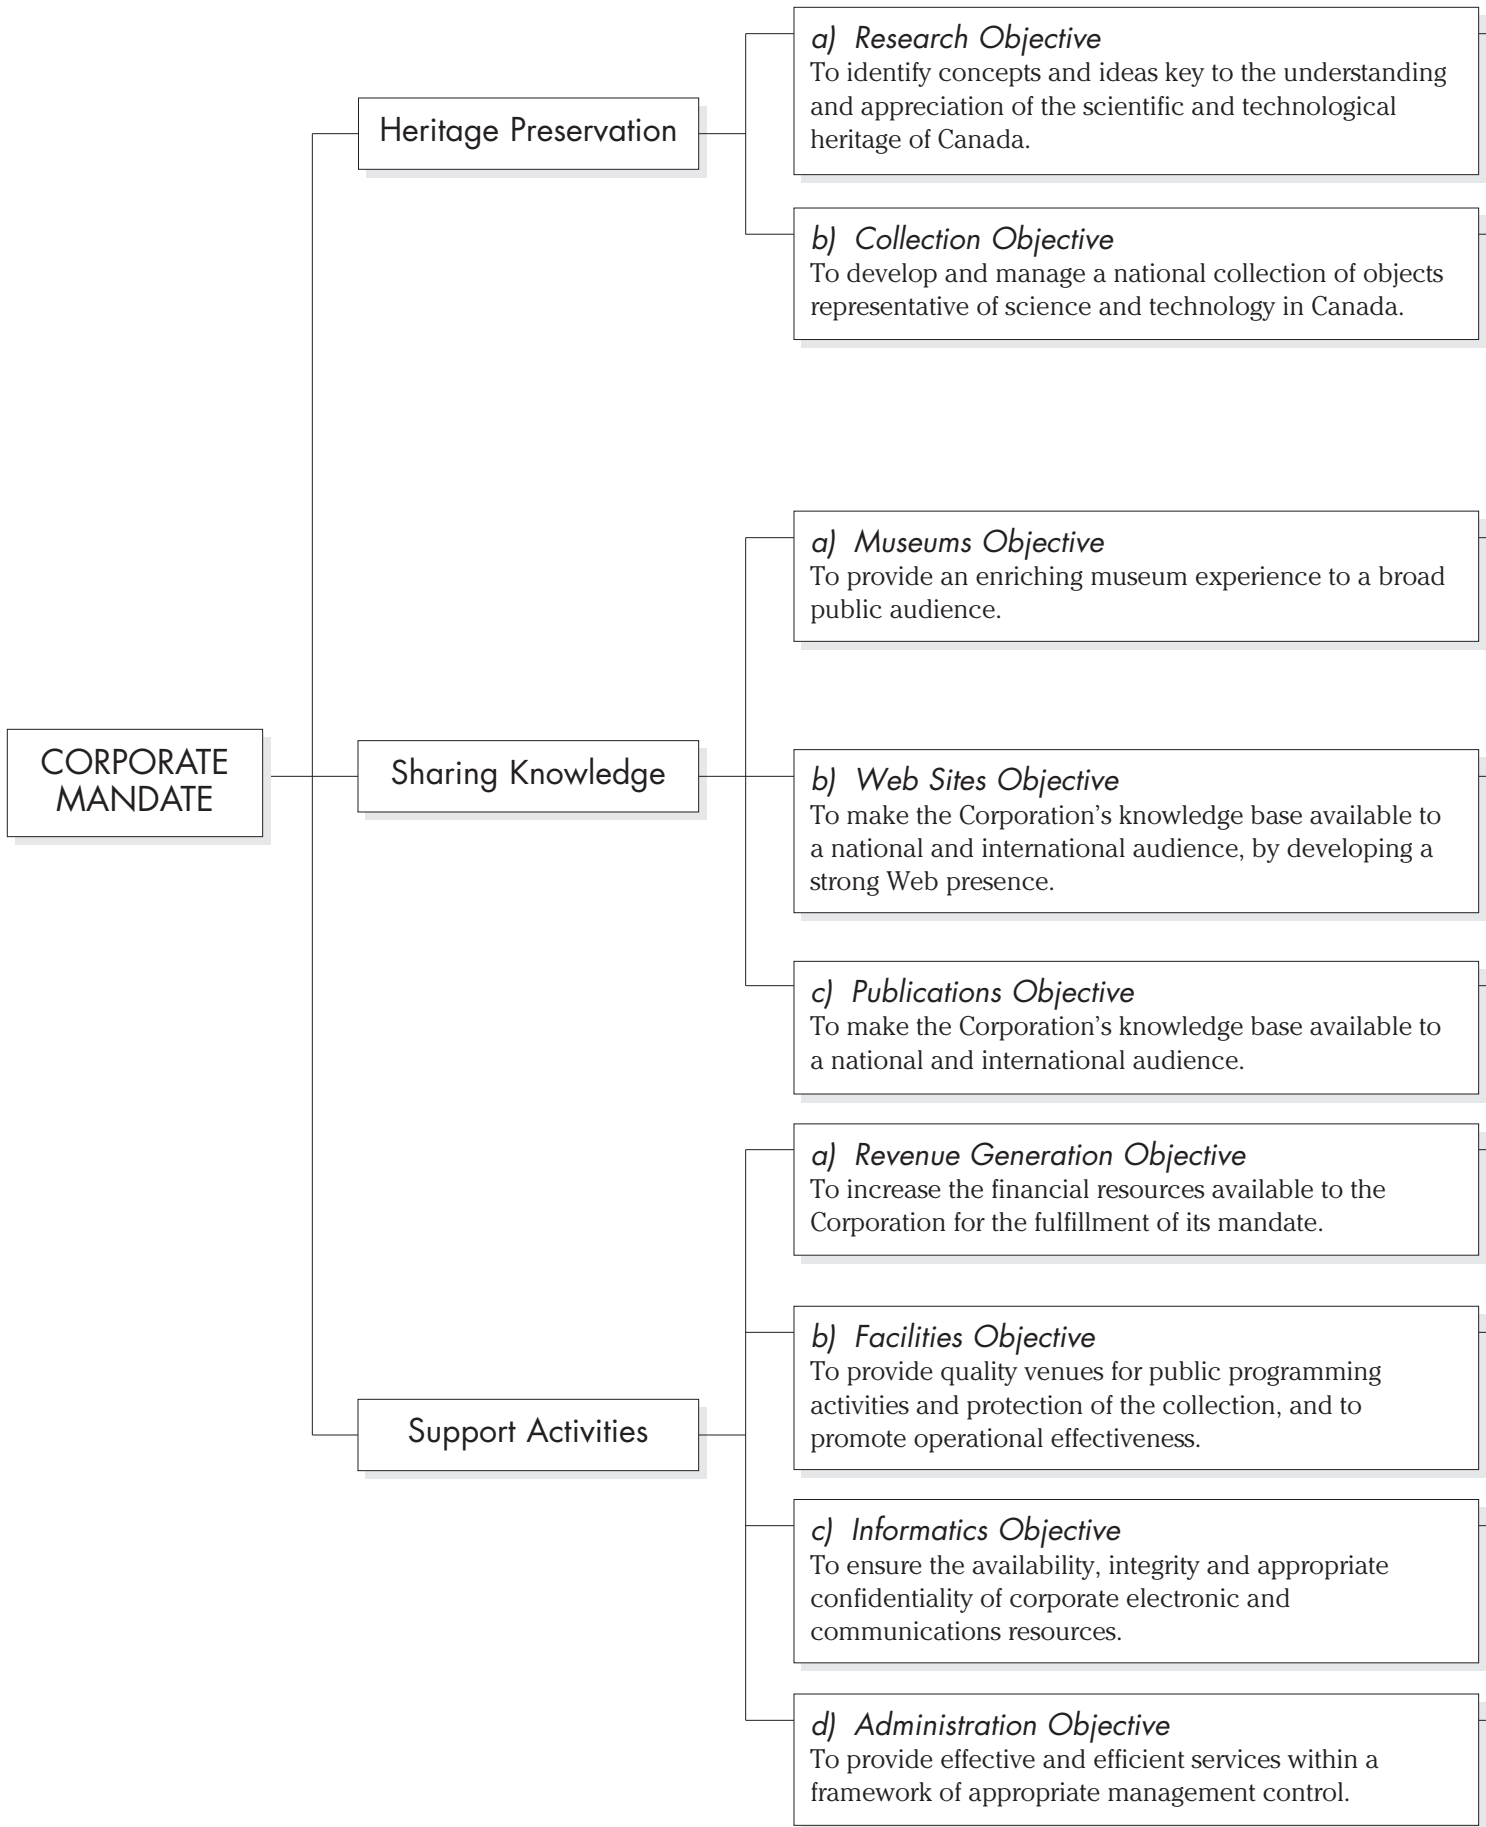 CORPORATE
MANDATE
Heritage Preservation
a) Research Objective
To identify concepts and ideas key to the understanding
and appreciation of the scientific and technological
heritage of Canada.
b) Collection Objective
To develop and manage a national collection of objects
representative of science and technology in Canada.
Sharing Knowledge
a) Museums Objective
To provide an enriching museum experience to a broad
public audience.
b) Web Sites Objective
To make the Corporation's knowledge base available to
a national and international audience, by developing a
strong Web presence.
c) Publications Objective
To make the Corporation's knowledge base available to
a national and international audience.
Support Activities
a) Revenue Generation Objective
To increase the financial resources available to the
Corporation for the fulfillment of its mandate.
b) Facilities Objective
To provide quality venues for public programming
activities and protection of the collection, and to
promote operational effectiveness.
c) Informatics Objective
To ensure the availability, integrity and appropriate
confidentiality of corporate electronic and
communications resources.
d) Administration Objective
To provide effective and efficient services within a
framework of appropriate management control.